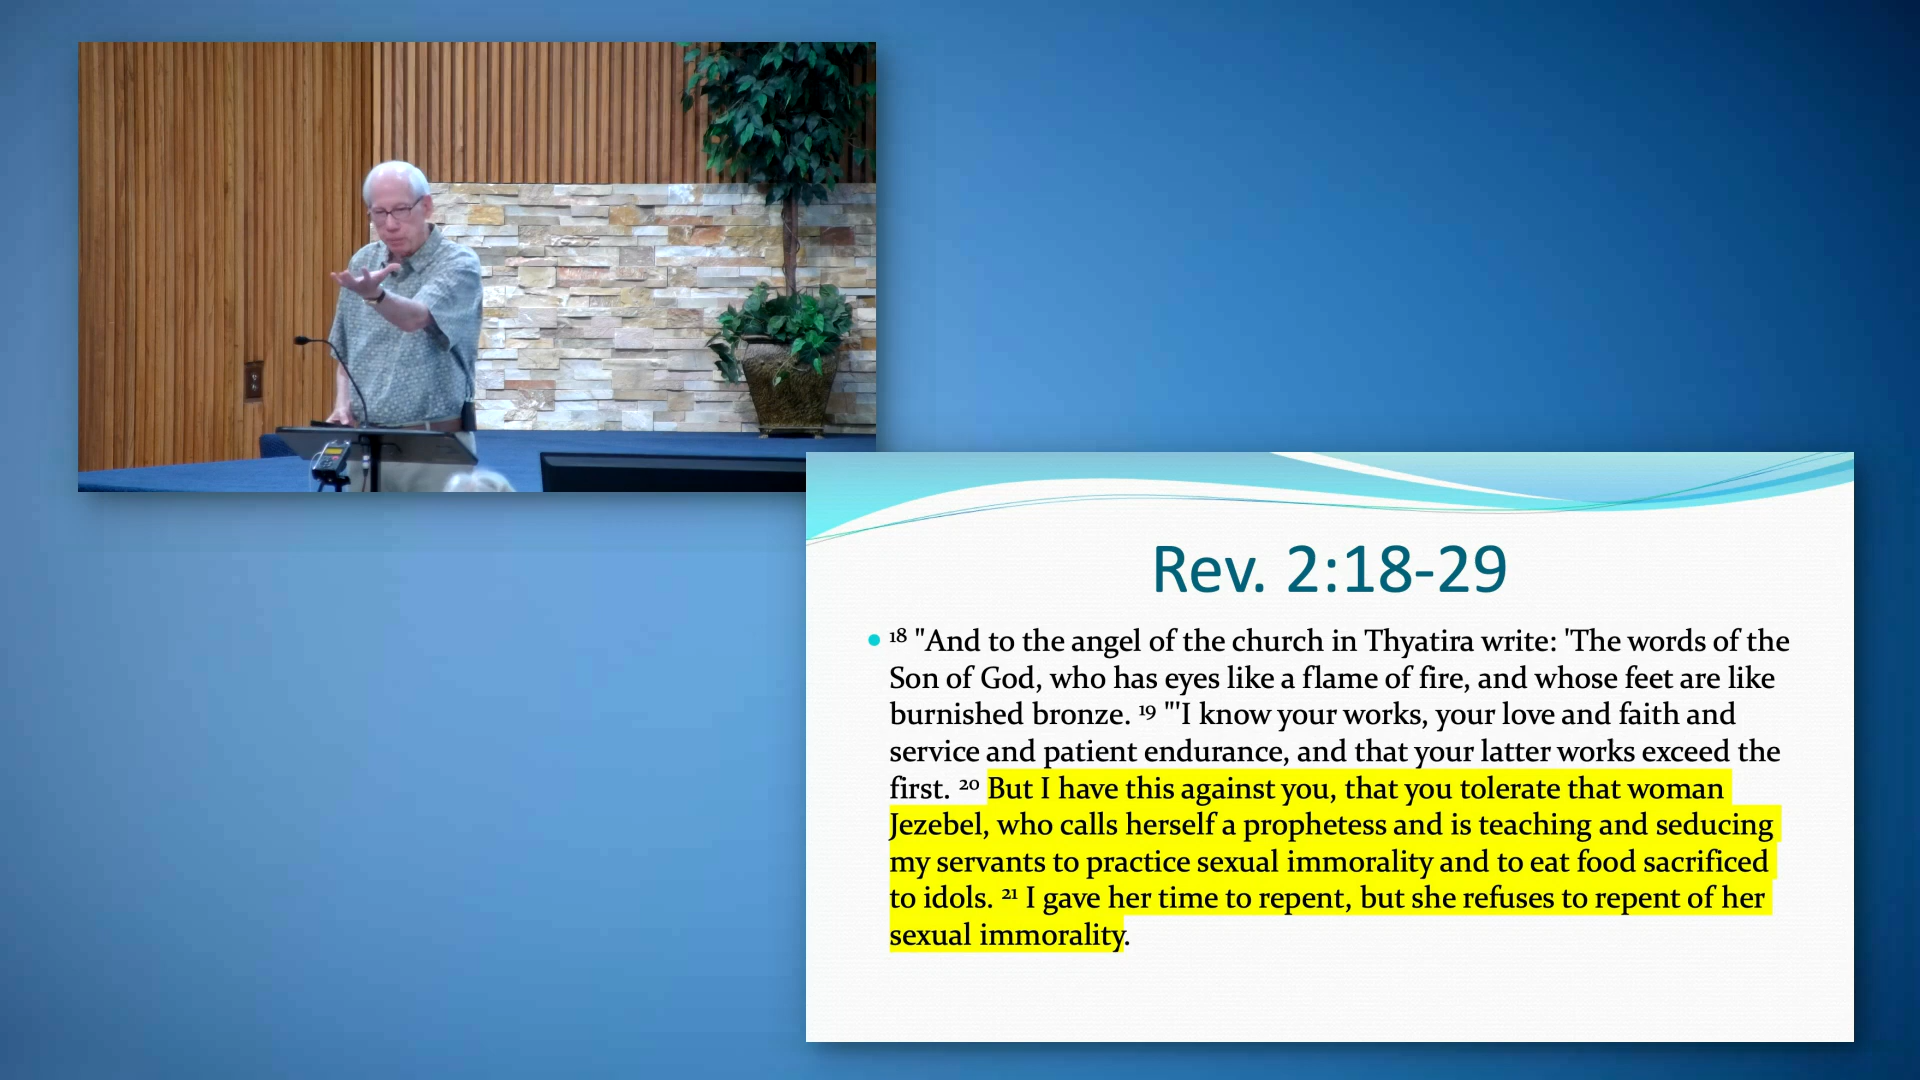 Rev. 2:18-29
• 18 "And to the angel of the church in Thyatira write: 'The words of the
Son of God, who has eyes like a flame of fire, and whose feet are like
burnished bronze. 19 "'I know your works, your love and faith and
service and patient endurance, and that your latter works exceed the
first. 20 But I have this against you, that you tolerate that woman
Jezebel, who calls herself a prophetess and is teaching and seducing
my servants to practice sexual immorality and to eat food sacrificed
to idols. 21 I gave her time to repent, but she refuses to repent of her
sexual immorality.